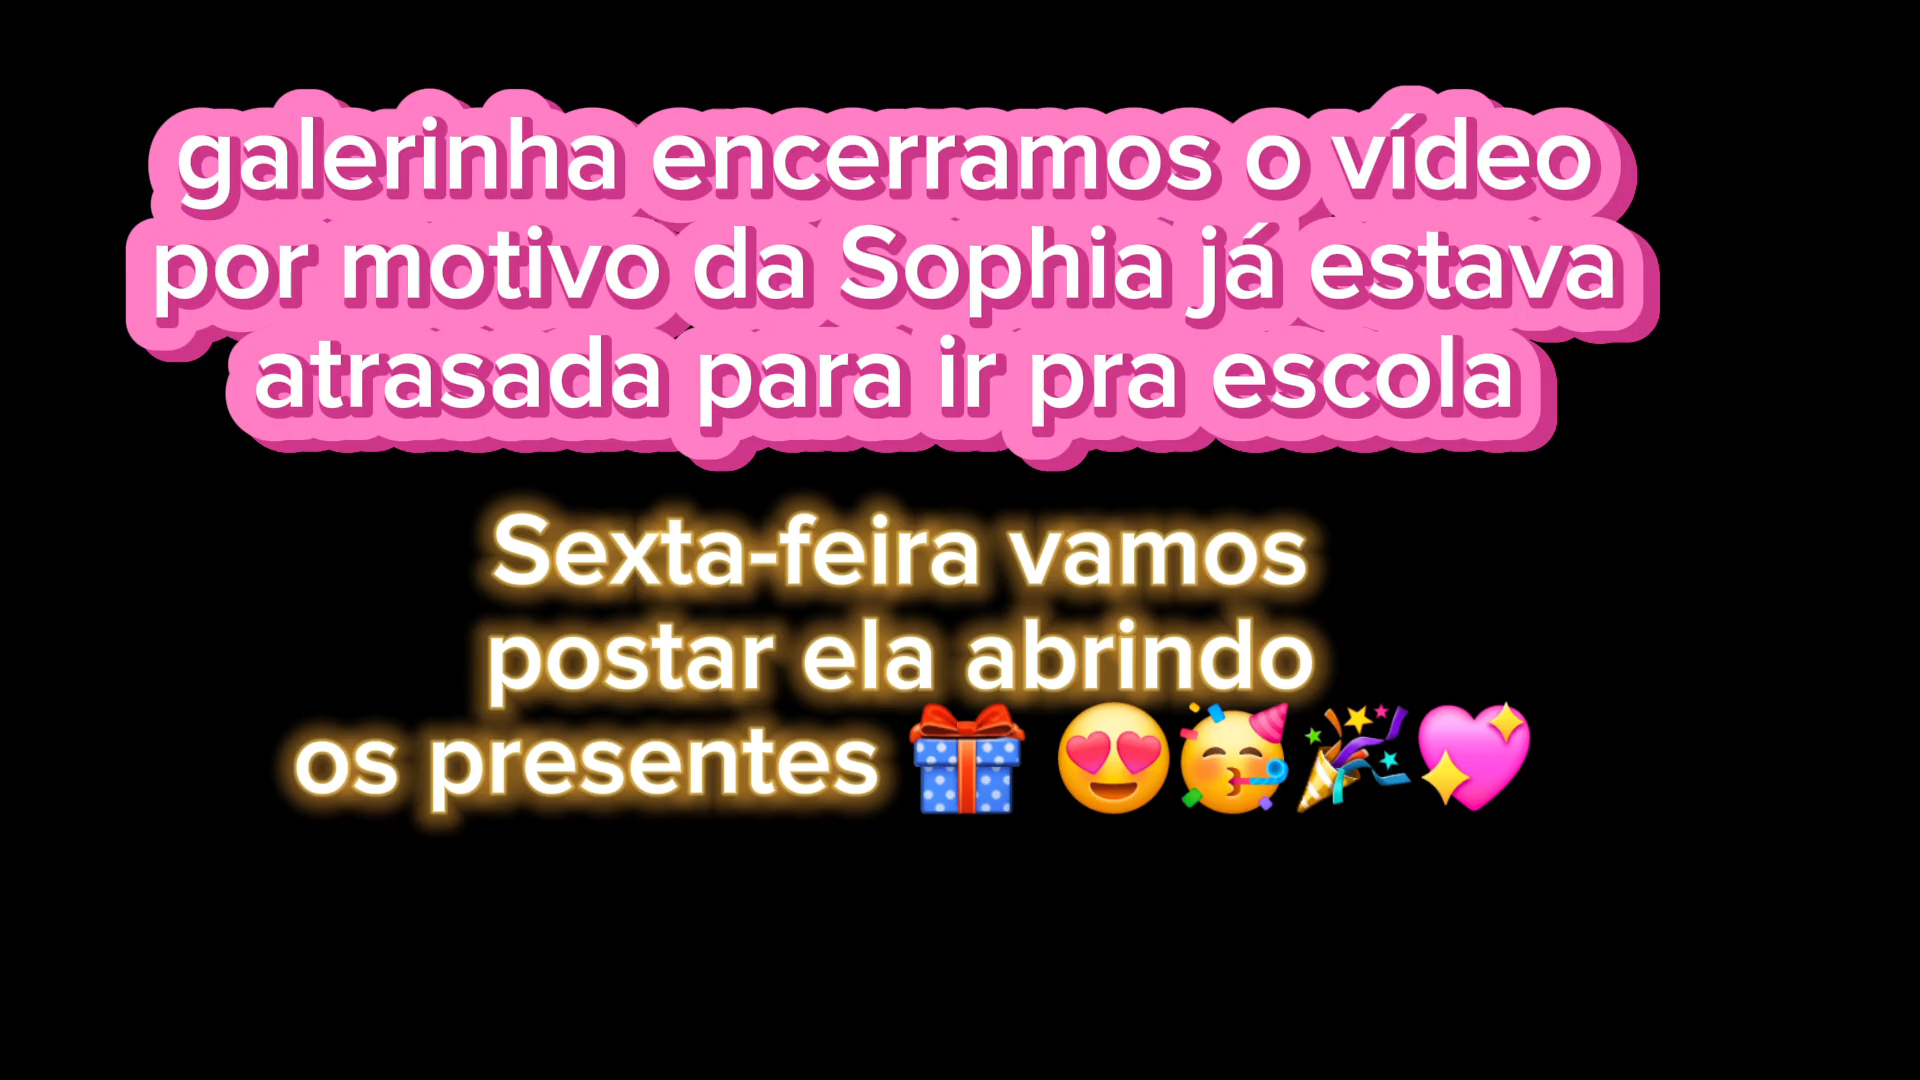 galerinha encerramos o vídeo
por motivo da Sophia já estava
atrasada para ir pra escola
Sexta-feira vamos
postar ela abrindo
os presentes 🎁 😍🥳🎉💖